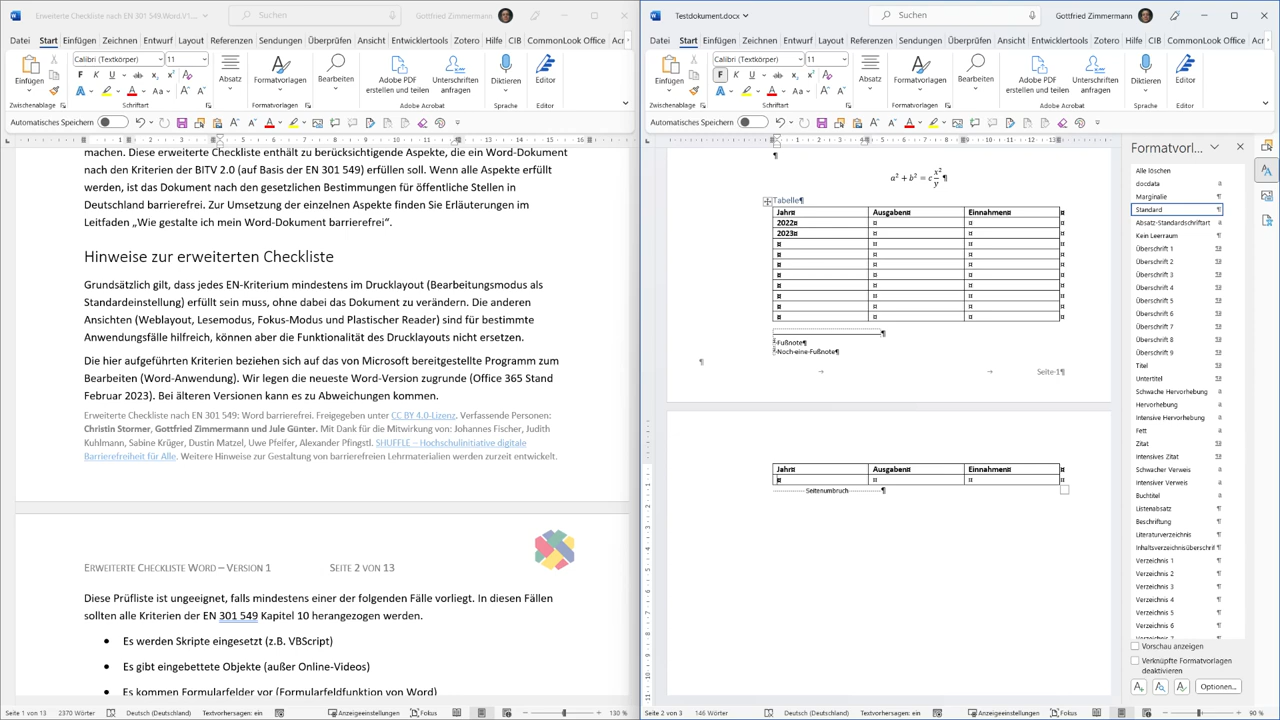 Erweiterte Checkliste nach EN 301 549.Word.V1...
Suchen
Gottfried Zimmermann
Datei Start Einfügen Zeichnen Entwurf Layout Referenzen Sendungen Überprüfen Ansicht Entwicklertools Zotero Hilfe CIB CommonLook Office
Einfügen
Calibri (Textkörper)
Absatz
Formatvorlagen
Bearbeiten
Adobe PDF erstellen und teilen
Unterschriften anfragen
Diktieren
Editor
Zwischenablage
Schriftart
Formatvorlagen
Adobe Acrobat
Sprache
Editor
Automatisches Speichern
machen. Diese erweiterte Checkliste enthält zu berücksichtigende Aspekte, die ein Word-Dokument
nach den Kriterien der BITV 2.0 (auf Basis der EN 301 549) erfüllen soll. Wenn alle Aspekte erfüllt
werden, ist das Dokument nach den gesetzlichen Bestimmungen für öffentliche Stellen in
Deutschland barrierefrei. Zur Umsetzung der einzelnen Aspekte finden Sie Erläuterungen im
Leitfaden „Wie gestalte ich mein Word-Dokument barrierefrei“.
Hinweise zur erweiterten Checkliste
Grundsätzlich gilt, dass jedes EN-Kriterium mindestens im Drucklayout (Bearbeitungsmodus als
Standardeinstellung) erfüllt sein muss, ohne dabei das Dokument zu verändern. Die anderen
Ansichten (Weblayout, Lesemodus, Fokus-Modus und Plastischer Reader) sind für bestimmte
Anwendungsfälle hilfreich, können aber die Funktionalität des Drucklayouts nicht ersetzen.
Die hier aufgeführten Kriterien beziehen sich auf das von Microsoft bereitgestellte Programm zum
Bearbeiten (Word-Anwendung). Wir legen die neueste Word-Version zugrunde (Office 365 Stand
Februar 2023). Bei älteren Versionen kann es zu Abweichungen kommen.
Erweiterte Checkliste nach EN 301 549: Word barrierefrei. Freigegeben unter CC BY 4.0-Lizenz. Verfassende Personen:
Christin Stormer, Gottfried Zimmermann und Jule Günter. Mit Dank für die Mitwirkung von: Johannes Fischer, Judith
Kuhlmann, Sabine Krüger, Dustin Matzel, Uwe Pfeifer, Alexander Pfingstl. SHUFFLE – Hochschulinitiative digitale
Barrierefreiheit für Alle. Weitere Hinweise zur Gestaltung von barrierefreien Lehrmaterialien werden zurzeit entwickelt.
ERWEITERTE CHECKLISTE WORD – VERSION 1 SEITE 2 VON 13
Diese Prüfliste ist ungeeignet, falls mindestens einer der folgenden Fälle vorliegt. In diesen Fällen
sollten alle Kriterien der EN 301 549 Kapitel 10 herangezogen werden.
• Es werden Skripte eingesetzt (z.B. VBScript)
• Es gibt eingebettete Objekte (außer Online-Videos)
• Es kommen Formularfelder vor (Formularfeldfunktion von Word)
Seite 1 von 13 2370 Wörter Deutsch (Deutschland) Textvorhersagen: ein Anzeigeeinstellungen Fokus 130 %
Testdokument.docx
Suchen
Gottfried Zimmermann
Datei Start Einfügen Zeichnen Entwurf Layout Referenzen Sendungen Überprüfen Ansicht Entwicklertools Zotero Hilfe CIB CommonLook Office
Einfügen
Calibri (Textkörper) 11
Absatz
Formatvorlagen
Bearbeiten
Adobe PDF erstellen und teilen
Unterschriften anfragen
Diktieren
Editor
Zwischenablage
Schriftart
Formatvorlagen
Adobe Acrobat
Sprache
Editor
Automatisches Speichern
a² + b² = c x²/y ¶
Tabelle¶
Jahr¤ Ausgaben¤ Einnahmen¤ ¤
2022¤ ¤ ¤ ¤
2023¤ ¤ ¤ ¤
¤ ¤ ¤ ¤
¤ ¤ ¤ ¤
¤ ¤ ¤ ¤
¤ ¤ ¤ ¤
¤ ¤ ¤ ¤
¤ ¤ ¤ ¤
¤ ¤ ¤ ¤
¤ ¤ ¤ ¤
Fußnote¶
Noch·eine·Fußnote¶
Seite·1¶
Jahr¤ Ausgaben¤ Einnahmen¤ ¤
¤ ¤ ¤ ¤
Seitenumbruch ¶
Formatvorl...
Alle löschen
docdata
Marginalie
Standard
Absatz-Standardschriftart
Kein Leerraum
Überschrift 1
Überschrift 2
Überschrift 3
Überschrift 4
Überschrift 5
Überschrift 6
Überschrift 7
Überschrift 8
Überschrift 9
Titel
Untertitel
Schwache Hervorhebung
Hervorhebung
Intensive Hervorhebung
Fett
Zitat
Intensives Zitat
Schwacher Verweis
Intensiver Verweis
Buchtitel
Listenabsatz
Beschriftung
Literaturverzeichnis
Inhaltsverzeichnisüberschrif
Verzeichnis 1
Verzeichnis 2
Verzeichnis 3
Verzeichnis 4
Verzeichnis 5
Verzeichnis 6
Vorschau anzeigen
Verknüpfte Formatvorlagen
deaktivieren
Optionen...
Seite 2 von 3 146 Wörter Deutsch (Deutschland) Textvorhersagen: ein Anzeigeeinstellungen Fokus 90 %